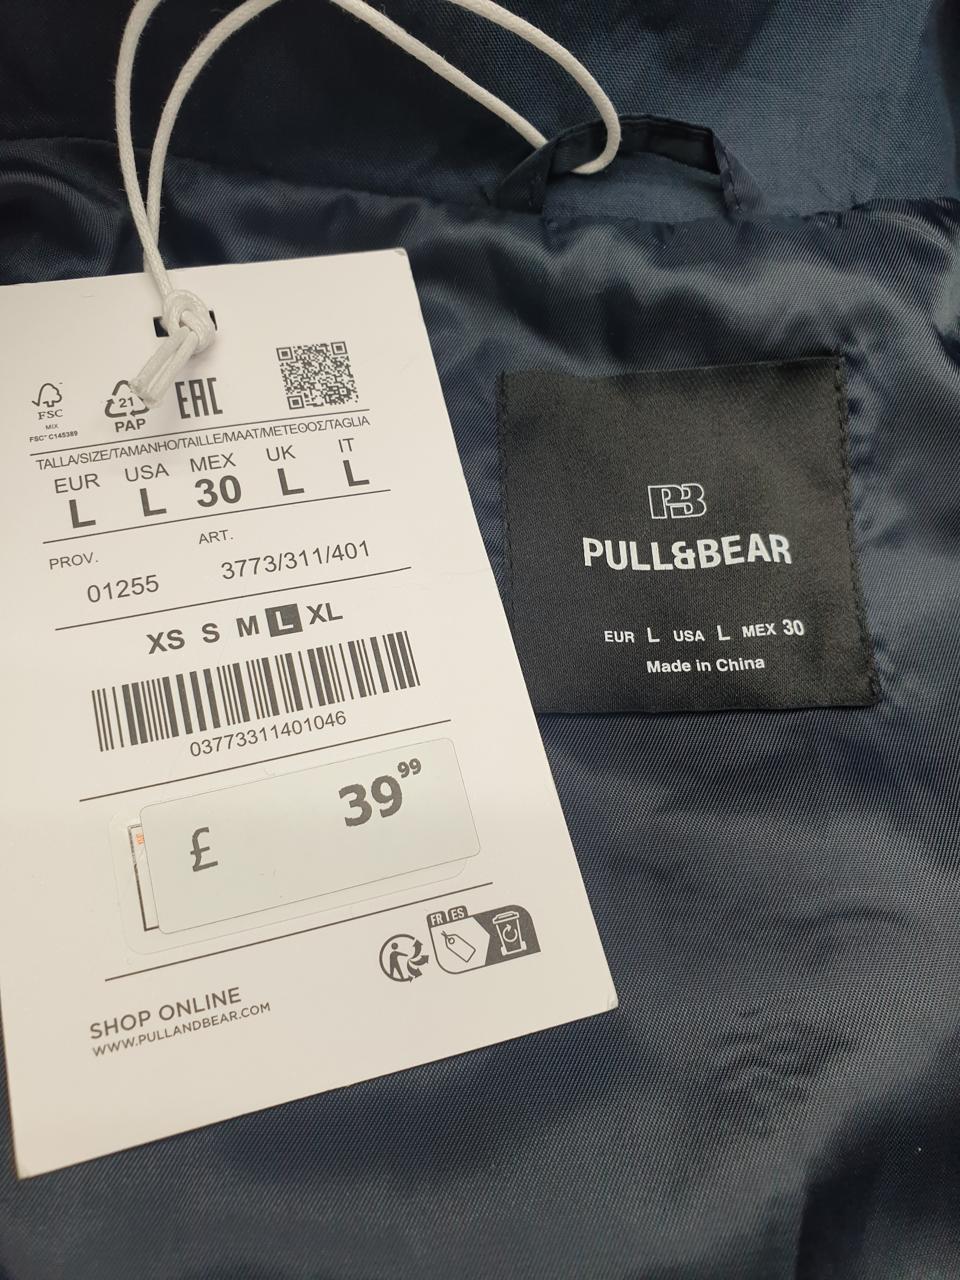 FSC
MIX
FSC® C145389
21
PAP
EAC
TALLA/SIZE/TAMANHO/TAILLE/MAAT/ΜΕΓΕΘΟΣ/TAGLIA
EUR USA MEX UK IT
L L 30 L L
PROV. ART.
01255 3773/311/401
XS S M L XL
03773311401046
£ 39⁹⁹
FR ES
SHOP ONLINE
WWW.PULLANDBEAR.COM
PB
PULL&BEAR
EUR L USA L MEX 30
Made in China